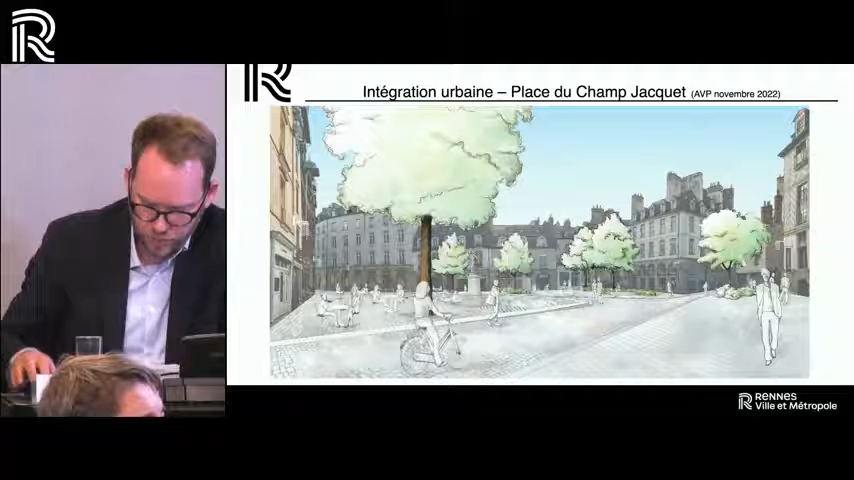 R
R
Intégration urbaine – Place du Champ Jacquet (AVP novembre 2022)
R RENNES
Ville et Métropole